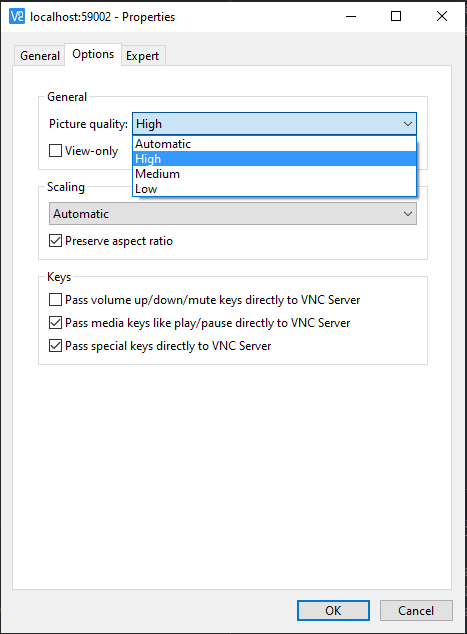 V2 localhost:59002 - Properties
General Options Expert
General
Picture quality: High
Automatic
High
View-only
Medium
Low
Scaling
Automatic
Preserve aspect ratio
Keys
Pass volume up/down/mute keys directly to VNC Server
Pass media keys like play/pause directly to VNC Server
Pass special keys directly to VNC Server
OK Cancel